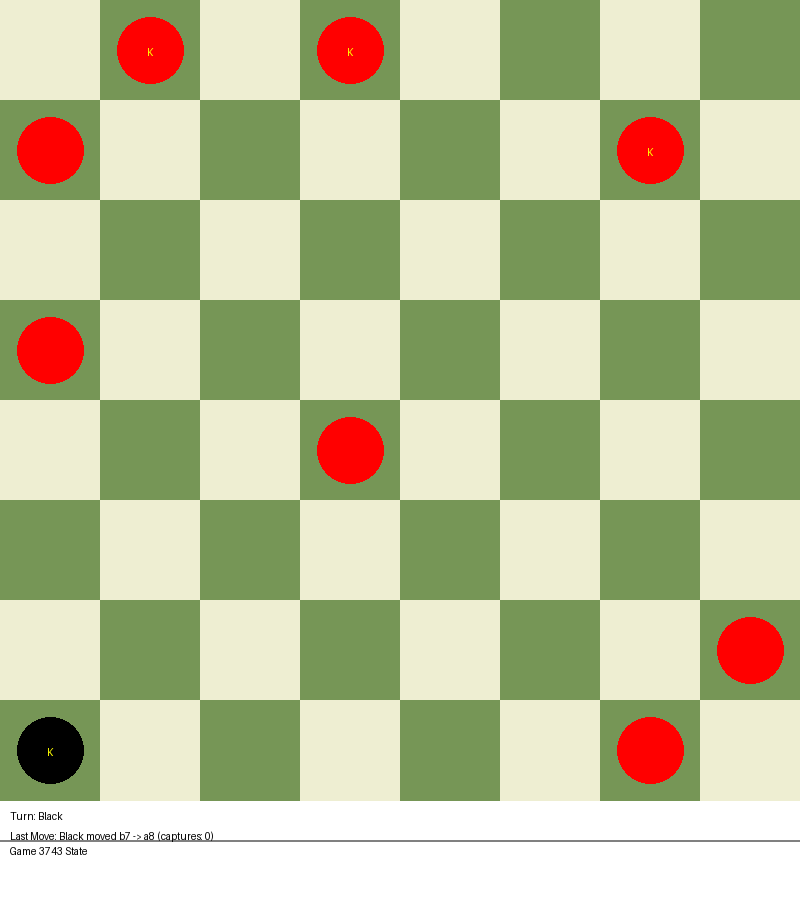 K K
K
K
Turn: Black
Last Move: Black moved b7 -> a8 (captures: 0)
Game 3743 State